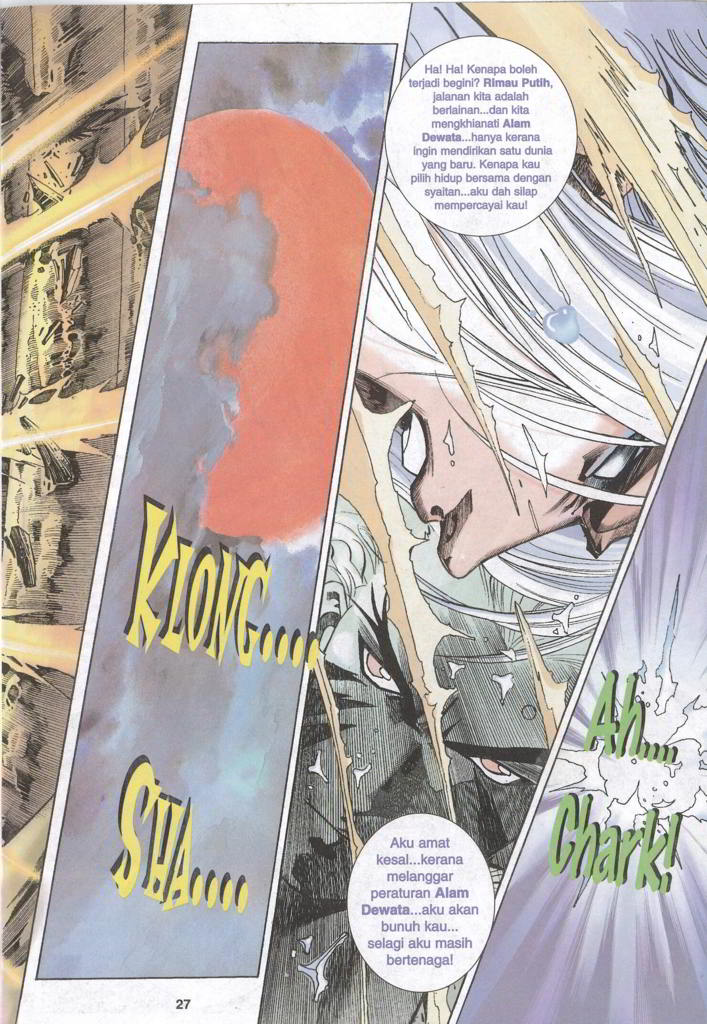 Ha! Ha! Kenapa boleh
terjadi begini? Rimau Putih,
jalanan kita adalah
berlainan...dan kita
mengkhianati Alam
Dewata...hanya kerana
ingin mendirikan satu dunia
yang baru. Kenapa kau
pilih hidup bersama dengan
syaitan...aku dah silap
mempercayai kau!
KLONG....
SHA.....
Ah....
Chark!
Aku amat
kesal...kerana
melanggar
peraturan Alam
Dewata...aku akan
bunuh kau...
selagi aku masih
bertenaga!
27